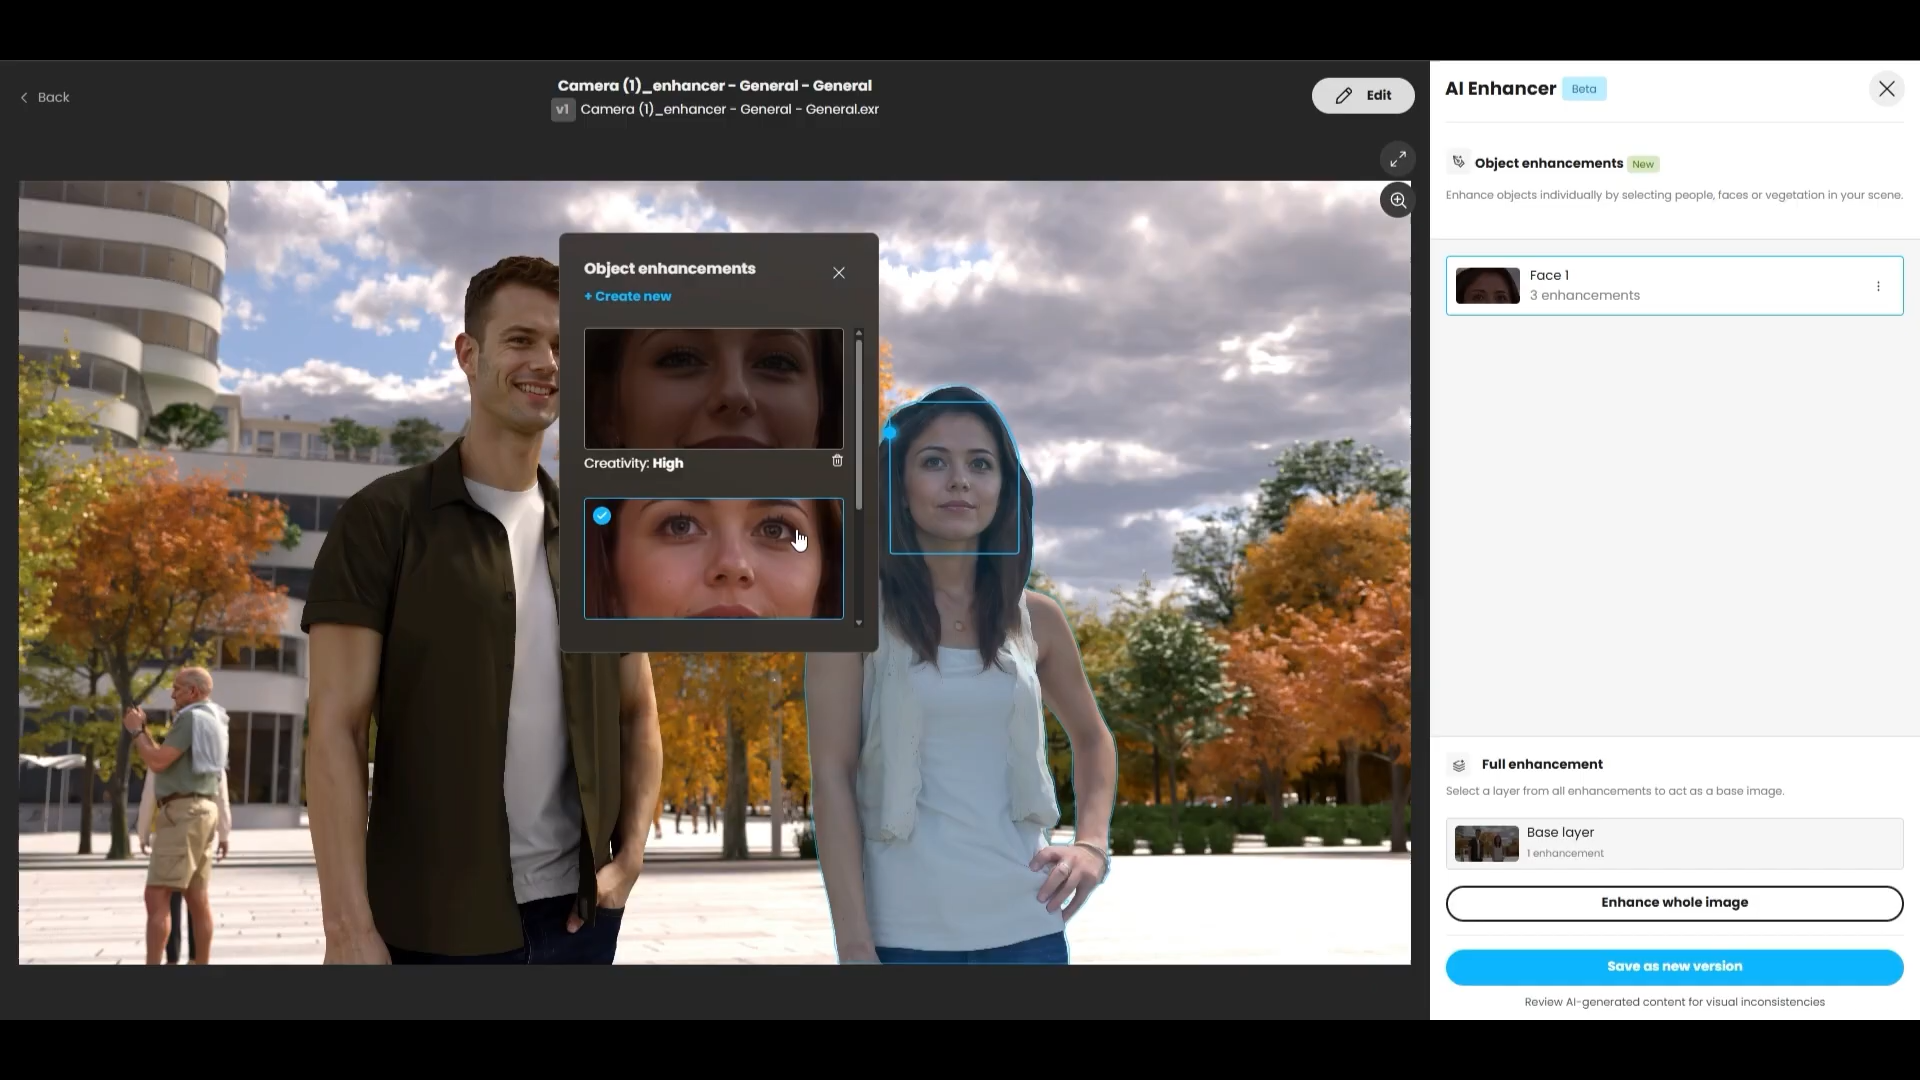 Back
Camera (1)_enhancer - General - General
v1 Camera (1)_enhancer - General - General.exr
Edit
Object enhancements
+ Create new
Creativity: High
AI Enhancer Beta
Object enhancements New
Enhance objects individually by selecting people, faces or vegetation in your scene.
Face 1
3 enhancements
Full enhancement
Select a layer from all enhancements to act as a base image.
Base layer
1 enhancement
Enhance whole image
Save as new version
Review AI-generated content for visual inconsistencies